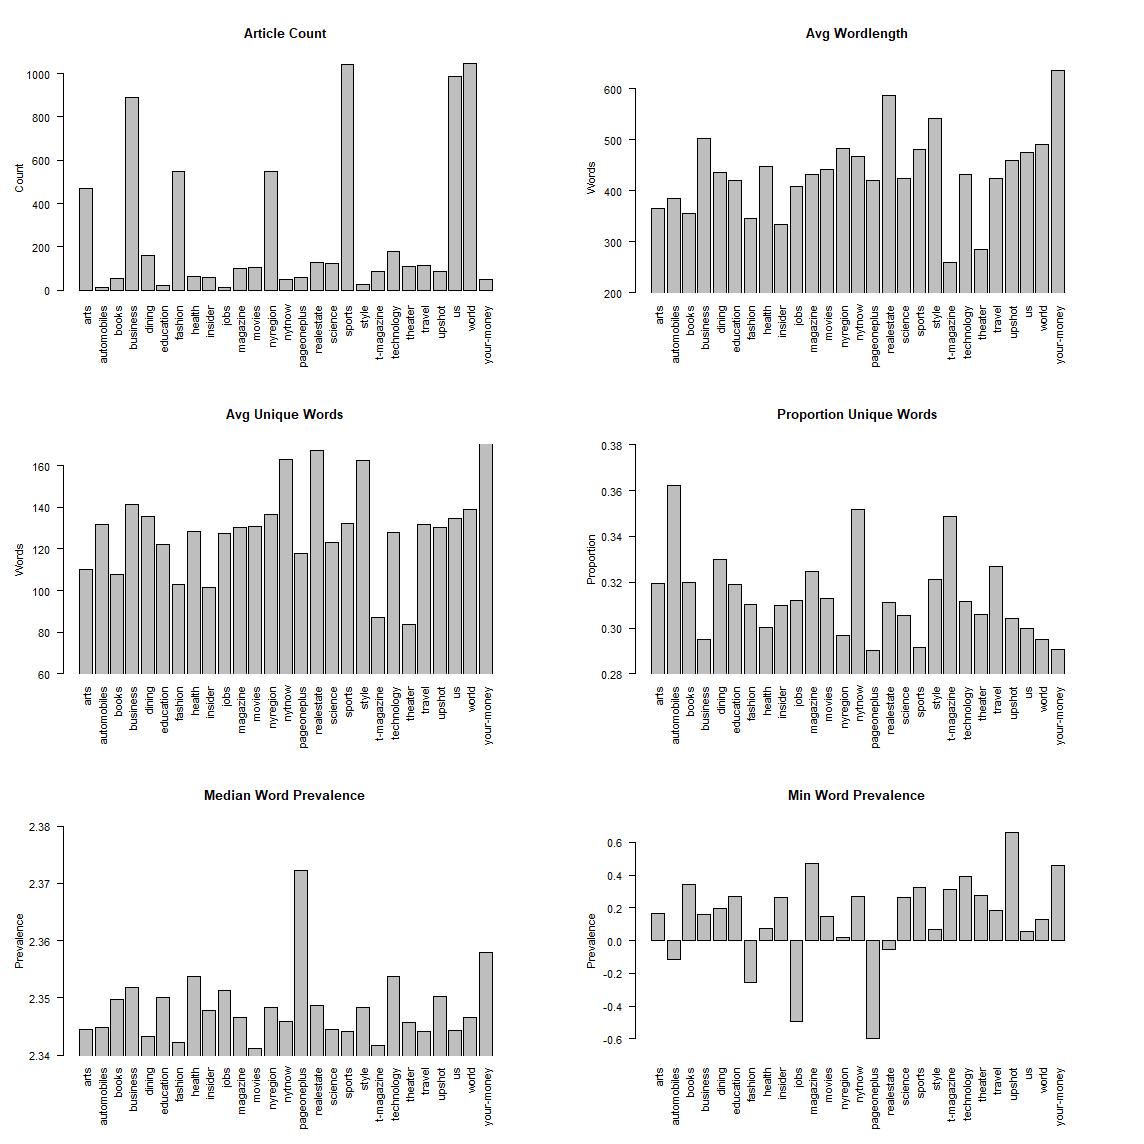 Article Count
Count
0
200
400
600
800
1000
arts
automobiles
books
business
dining
education
fashion
health
insider
jobs
magazine
movies
nyregion
nytnow
pageoneplus
realestate
science
sports
style
t-magazine
technology
theater
travel
upshot
us
world
your-money
Avg Wordlength
Words
200
300
400
500
600
arts
automobiles
books
business
dining
education
fashion
health
insider
jobs
magazine
movies
nyregion
nytnow
pageoneplus
realestate
science
sports
style
t-magazine
technology
theater
travel
upshot
us
world
your-money
Avg Unique Words
Words
60
80
100
120
140
160
arts
automobiles
books
business
dining
education
fashion
health
insider
jobs
magazine
movies
nyregion
nytnow
pageoneplus
realestate
science
sports
style
t-magazine
technology
theater
travel
upshot
us
world
your-money
Proportion Unique Words
Proportion
0.28
0.30
0.32
0.34
0.36
0.38
arts
automobiles
books
business
dining
education
fashion
health
insider
jobs
magazine
movies
nyregion
nytnow
pageoneplus
realestate
science
sports
style
t-magazine
technology
theater
travel
upshot
us
world
your-money
Median Word Prevalence
Prevalence
2.34
2.35
2.36
2.37
2.38
arts
automobiles
books
business
dining
education
fashion
health
insider
jobs
magazine
movies
nyregion
nytnow
pageoneplus
realestate
science
sports
style
t-magazine
technology
theater
travel
upshot
us
world
your-money
Min Word Prevalence
Prevalence
-0.6
-0.4
-0.2
0.0
0.2
0.4
0.6
arts
automobiles
books
business
dining
education
fashion
health
insider
jobs
magazine
movies
nyregion
nytnow
pageoneplus
realestate
science
sports
style
t-magazine
technology
theater
travel
upshot
us
world
your-money